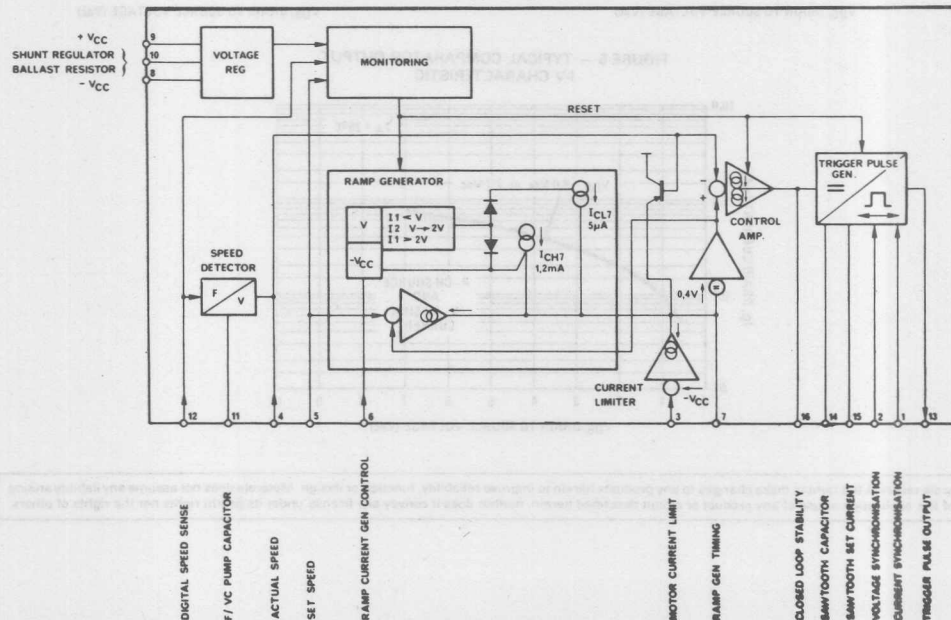 + VCC
SHUNT REGULATOR
BALLAST RESISTOR
- VCC
9
10
8
VOLTAGE
REG
MONITORING
RESET
RAMP GENERATOR
V
-VCC
I1 < V
I2 V→2V
I1 > 2V
ICL7
5µA
ICH7
1,2mA
+
CONTROL
AMP.
TRIGGER PULSE
GEN.
0,4V
SPEED
DETECTOR
F
V
CURRENT
LIMITER
-VCC
12
11
4
5
6
3
7
16
14
15
2
1
13
DIGITAL SPEED SENSE
F/VC PUMP CAPACITOR
ACTUAL SPEED
SET SPEED
RAMP CURRENT GEN CONTROL
MOTOR CURRENT LIMIT
RAMP GEN TIMING
CLOSED LOOP STABILITY
SAWTOOTH CAPACITOR
SAWTOOTH SET CURRENT
VOLTAGE SYNCHRONISATION
CURRENT SYNCHRONISATION
TRIGGER PULSE OUTPUT